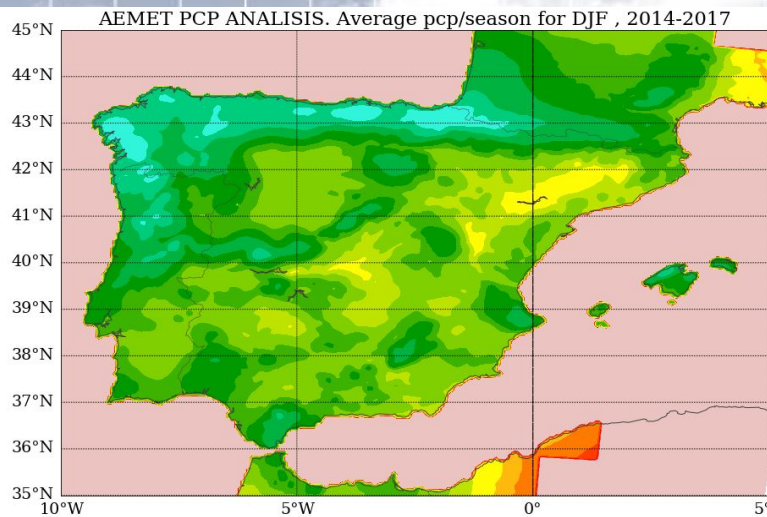 AEMET PCP ANALISIS. Average pcp/season for DJF , 2014-2017
45°N
44°N
43°N
42°N
41°N
40°N
39°N
38°N
37°N
36°N
35°N
10°W 5°W 0° 5°